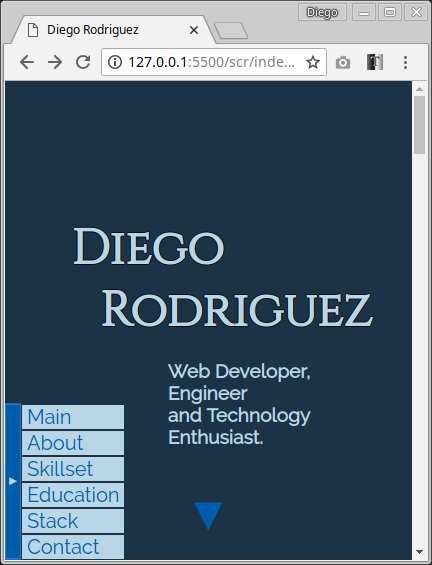 Diego
Diego Rodriguez
127.0.0.1:5500/scr/inde...
Diego
Rodriguez
Web Developer,
Engineer
and Technology
Enthusiast.
Main
About
Skillset
Education
Stack
Contact